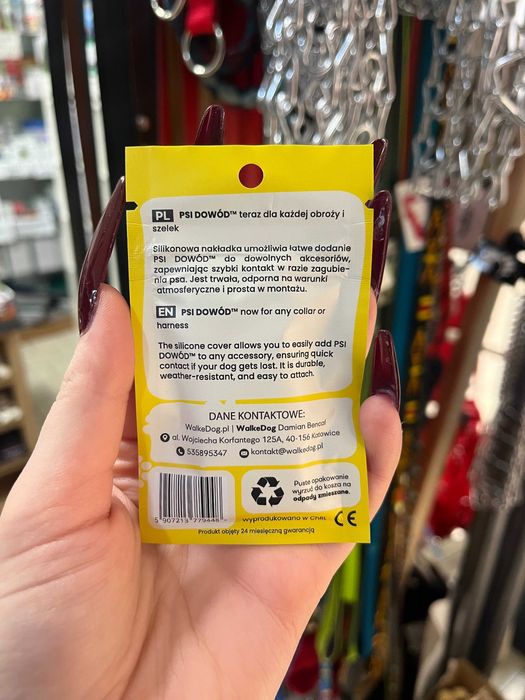 PL PSI DOWÓD™ teraz dla każdej obroży i
szelek
Silikonowa nakładka umożliwia łatwe dodanie
PSI DOWÓD™ do dowolnych akcesoriów,
zapewniając szybki kontakt w razie zagubie-
nia psa. Jest trwała, odporna na warunki
atmosferyczne i prosta w montażu.
EN PSI DOWÓD™ now for any collar or
harness
The silicone cover allows you to easily add PSI
DOWÓD™ to any accessory, ensuring quick
contact if your dog gets lost. It is durable,
weather-resistant, and easy to attach.
DANE KONTAKTOWE:
WalkeDog.pl | WalkeDog Damian Bencal
al. Wojciecha Korfantego 125A, 40-156 Katowice
535895347 kontakt@walkedog.pl
Puste opakowanie
wyrzuć do kosza na
odpady zmieszane.
5 907213 779448
wyprodukowano w Chin. CE
Produkt objęty 24 miesięczną gwarancją